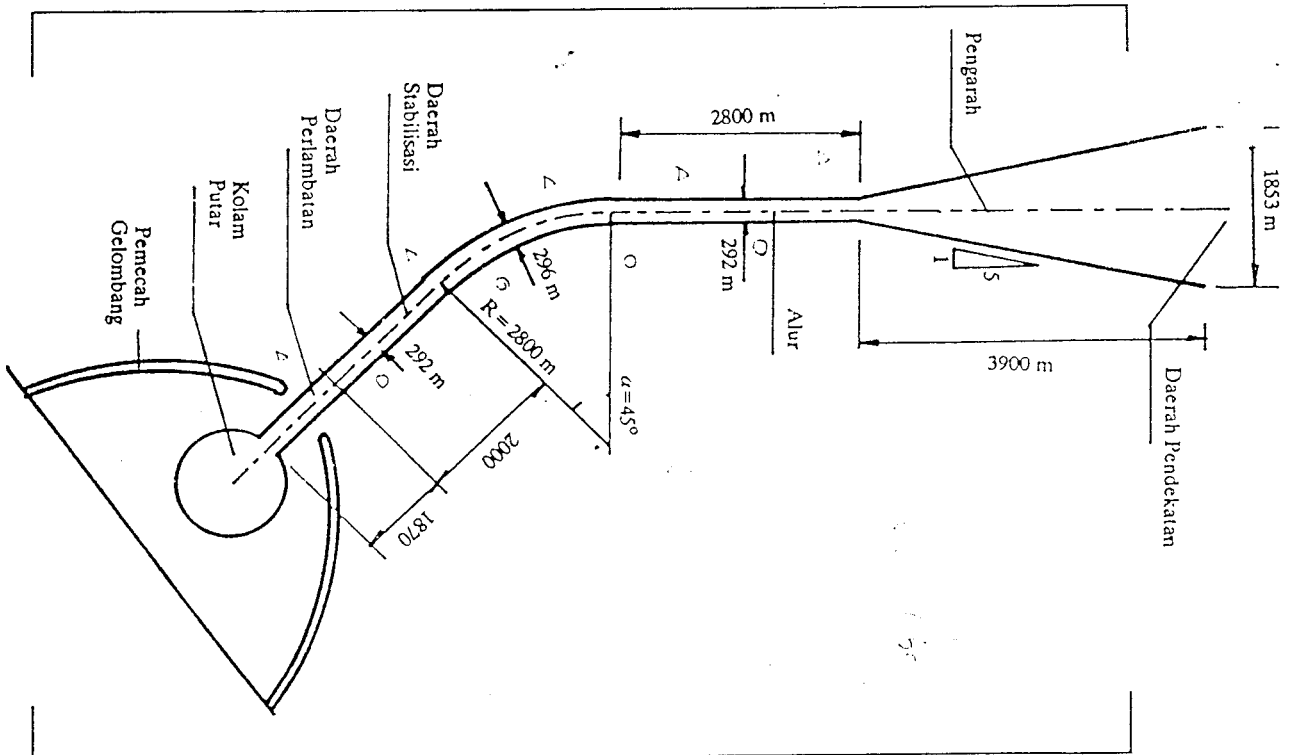 1853 m
Daerah Pendekatan
3900 m
5
1
Pengarah
2800 m
292 m
Alur
296 m
R = 2800 m
α = 45°
Daerah
Stabilisasi
Daerah
Perlambatan
292 m
2000
1870
Kolam
Putar
Pemecah
Gelombang